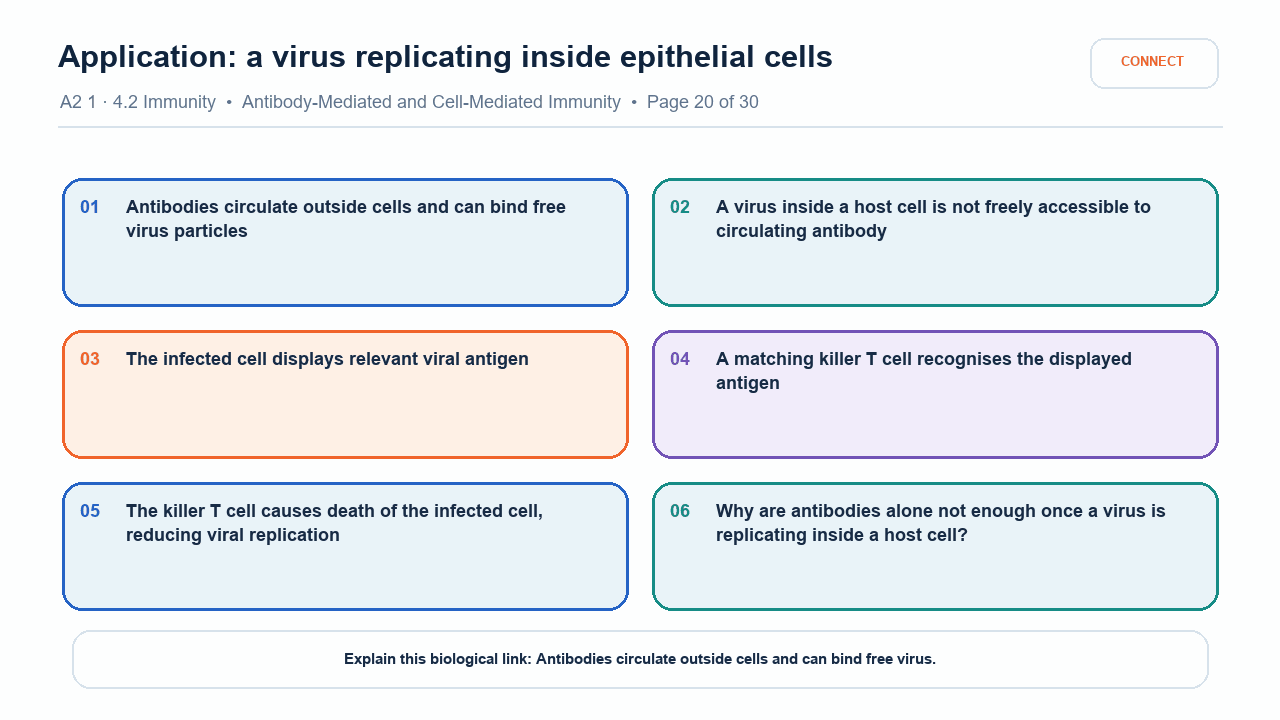 Application: a virus replicating inside epithelial cells
CONNECT
A2 1 · 4.2 Immunity • Antibody-Mediated and Cell-Mediated Immunity • Page 20 of 30
01 Antibodies circulate outside cells and can bind free
virus particles
02 A virus inside a host cell is not freely accessible to
circulating antibody
03 The infected cell displays relevant viral antigen
04 A matching killer T cell recognises the displayed
antigen
05 The killer T cell causes death of the infected cell,
reducing viral replication
06 Why are antibodies alone not enough once a virus is
replicating inside a host cell?
Explain this biological link: Antibodies circulate outside cells and can bind free virus.